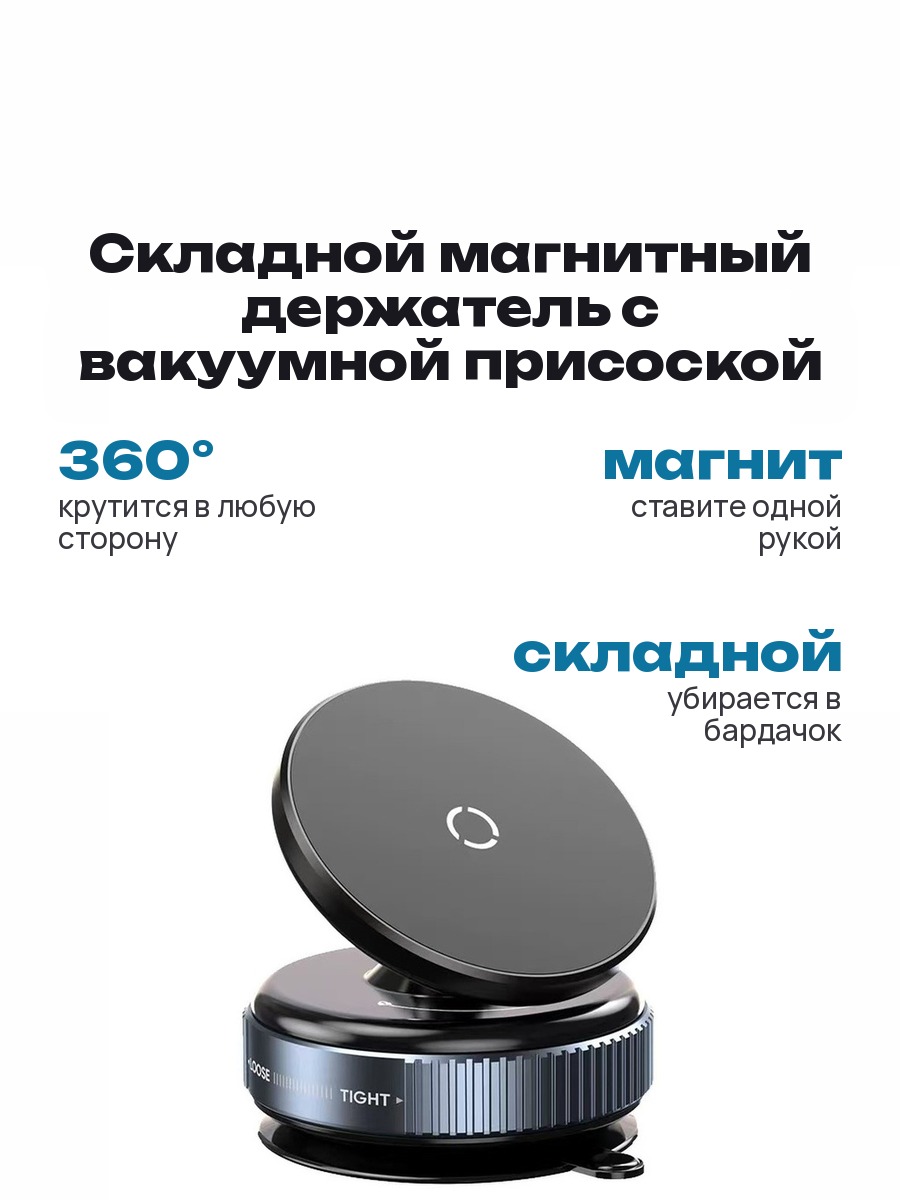 Складной магнитный
держатель с
вакуумной присоской
360°
крутится в любую
сторону
магнит
ставите одной
рукой
складной
убирается в
бардачок
LOOSE
TIGHT